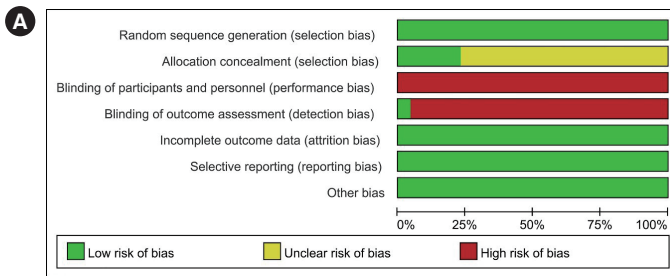 A
Random sequence generation (selection bias)
Allocation concealment (selection bias)
Blinding of participants and personnel (performance bias)
Blinding of outcome assessment (detection bias)
Incomplete outcome data (attrition bias)
Selective reporting (reporting bias)
Other bias
0% 25% 50% 75% 100%
Low risk of bias Unclear risk of bias High risk of bias